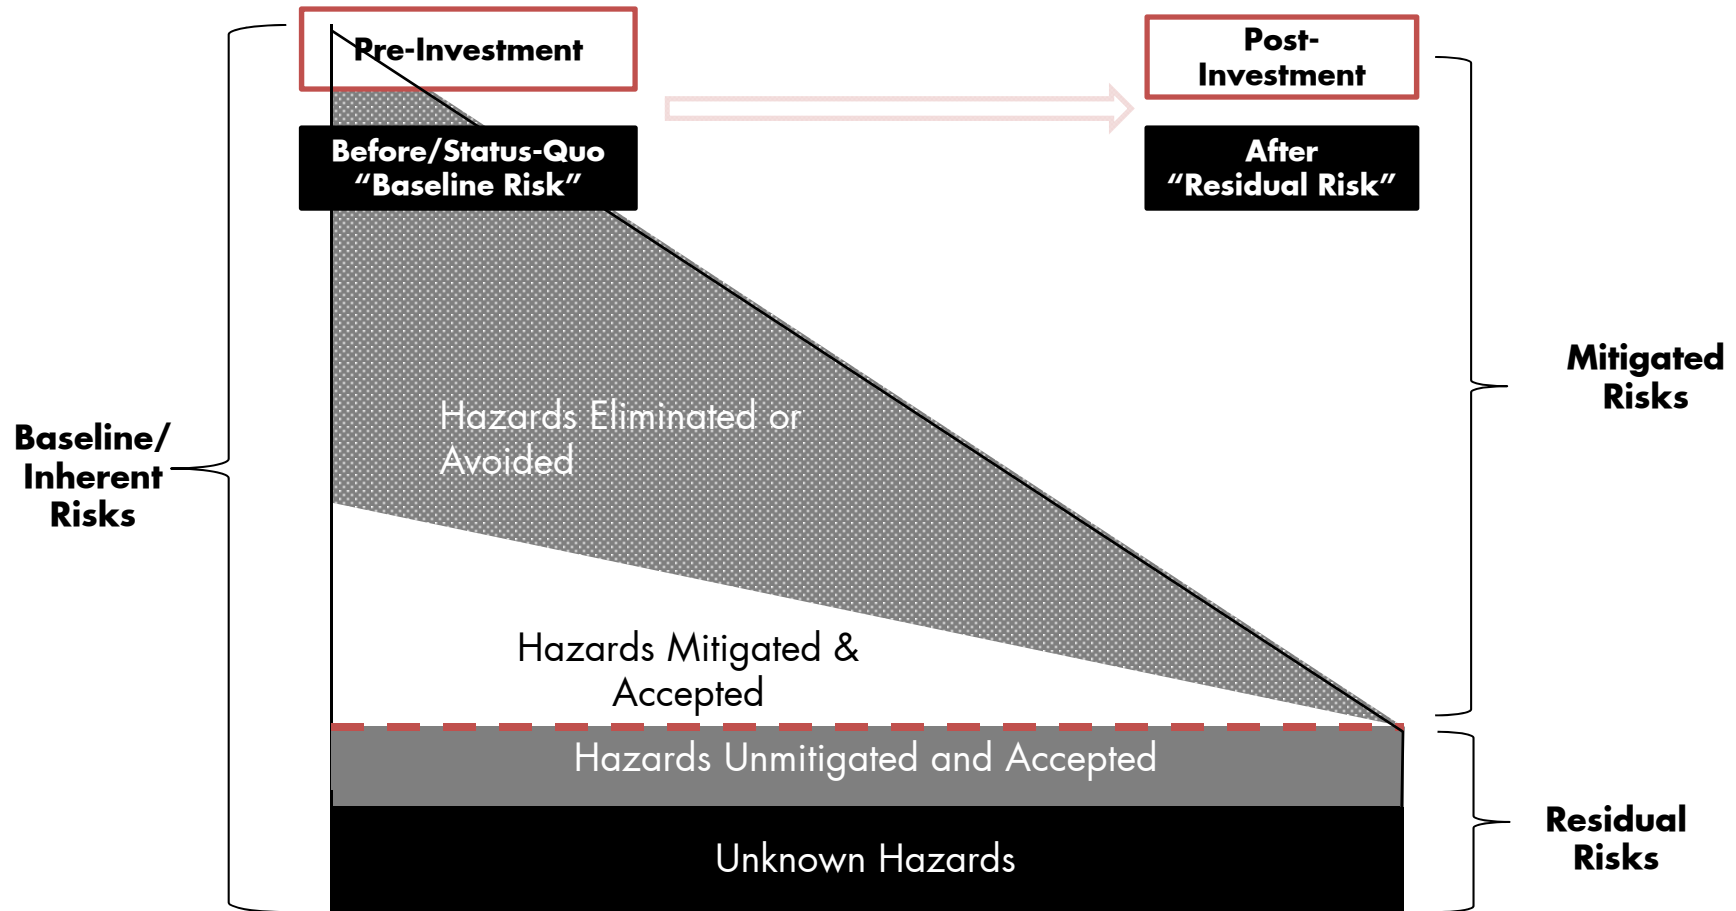 Pre-Investment
Post-
Investment
Before/Status-Quo
“Baseline Risk”
After
“Residual Risk”
Hazards Eliminated or
Avoided
Mitigated
Risks
Baseline/
Inherent
Risks
Hazards Mitigated &
Accepted
Hazards Unmitigated and Accepted
Unknown Hazards
Residual
Risks